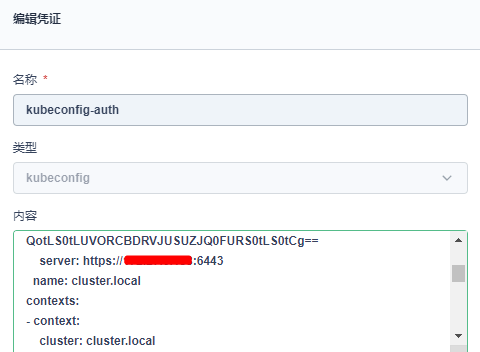 编辑凭证
名称 *
kubeconfig-auth
类型
kubeconfig
内容
QotLS0tLUVORCBDRVJUSUZJQ0FURS0tLS0tCg==
server: https://:6443
name: cluster.local
contexts:
- context:
cluster: cluster.local